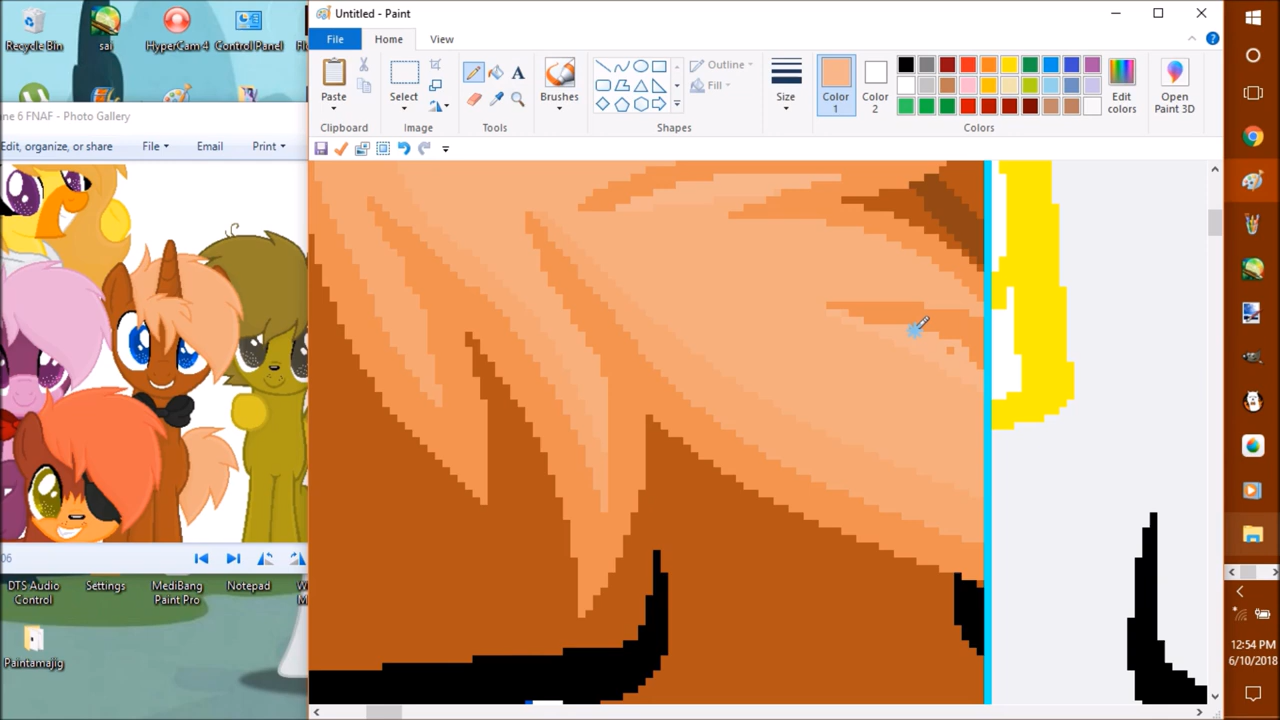 Recycle Bin
sai
HyperCam 4
Control Panel
ane 6 FNAF - Photo Gallery
Edit, organize, or share
File
Email
Print
06
DTS Audio Control
Settings
MediBang Paint Pro
Notepad
Paintamajig
Untitled - Paint
File
Home
View
Paste
Clipboard
Select
Image
Tools
Brushes
Outline
Fill
Shapes
Size
Color 1
Color 2
Edit colors
Open Paint 3D
Colors
12:54 PM
6/10/2018